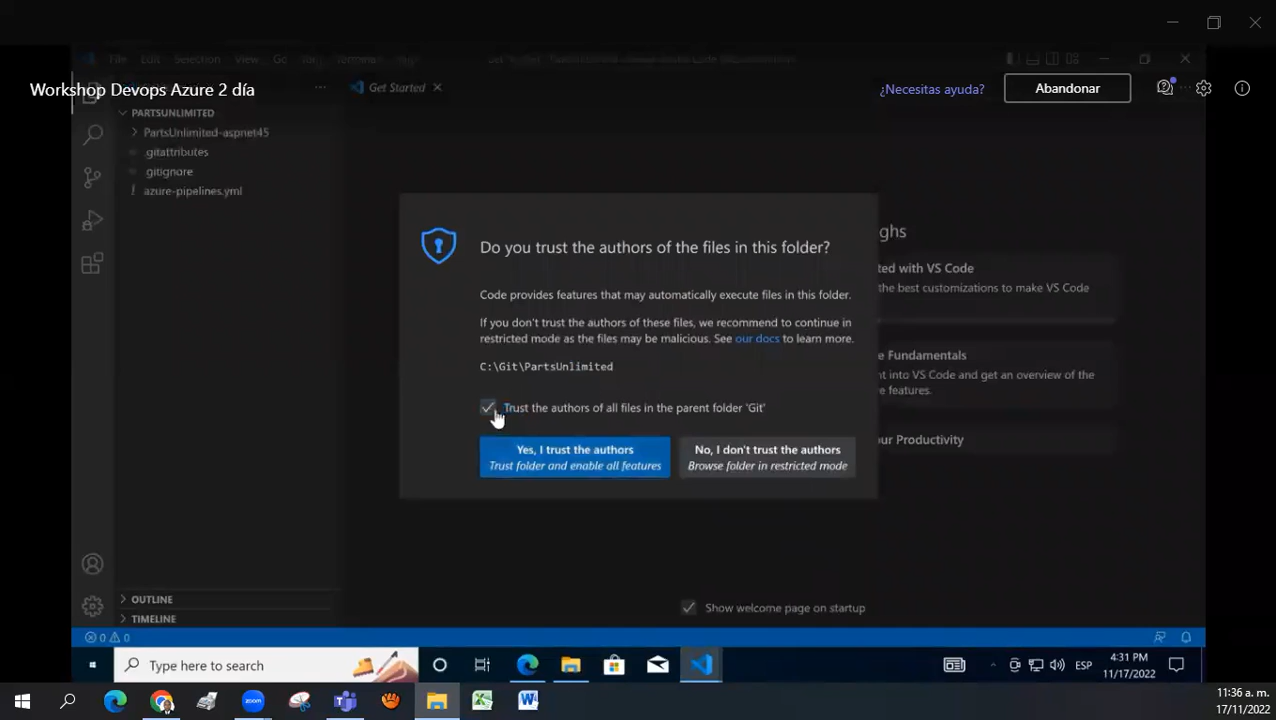 File Edit Selection View Go
Workshop Devops Azure 2 día
Get Started
¿Necesitas ayuda?
Abandonar
PARTSUNLIMITED
PartsUnlimited-aspnet45
.gitattributes
.gitignore
azure-pipelines.yml
Do you trust the authors of the files in this folder?
Code provides features that may automatically execute files in this folder.
If you don't trust the authors of these files, we recommend to continue in
restricted mode as the files may be malicious. See our docs to learn more.
C:\Git\PartsUnlimited
Trust the authors of all files in the parent folder 'Git'
Yes, I trust the authors
Trust folder and enable all features
No, I don't trust the authors
Browse folder in restricted mode
ghs
ted with VS Code
the best customizations to make VS Code
e Fundamentals
nt into VS Code and get an overview of the
e features.
our Productivity
OUTLINE
TIMELINE
Show welcome page on startup
0 0
Type here to search
ESP
4:31 PM
11/17/2022
11:36 a. m.
17/11/2022